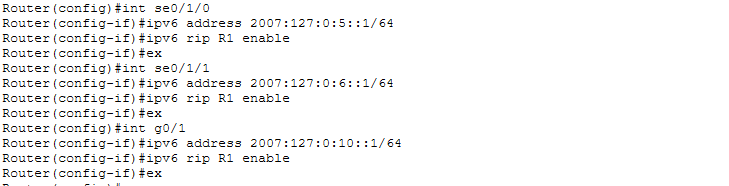 Router(config)#int se0/1/0
Router(config-if)#ipv6 address 2007:127:0:5::1/64
Router(config-if)#ipv6 rip R1 enable
Router(config-if)#ex
Router(config)#int se0/1/1
Router(config-if)#ipv6 address 2007:127:0:6::1/64
Router(config-if)#ipv6 rip R1 enable
Router(config-if)#ex
Router(config)#int g0/1
Router(config-if)#ipv6 address 2007:127:0:10::1/64
Router(config-if)#ipv6 rip R1 enable
Router(config-if)#ex